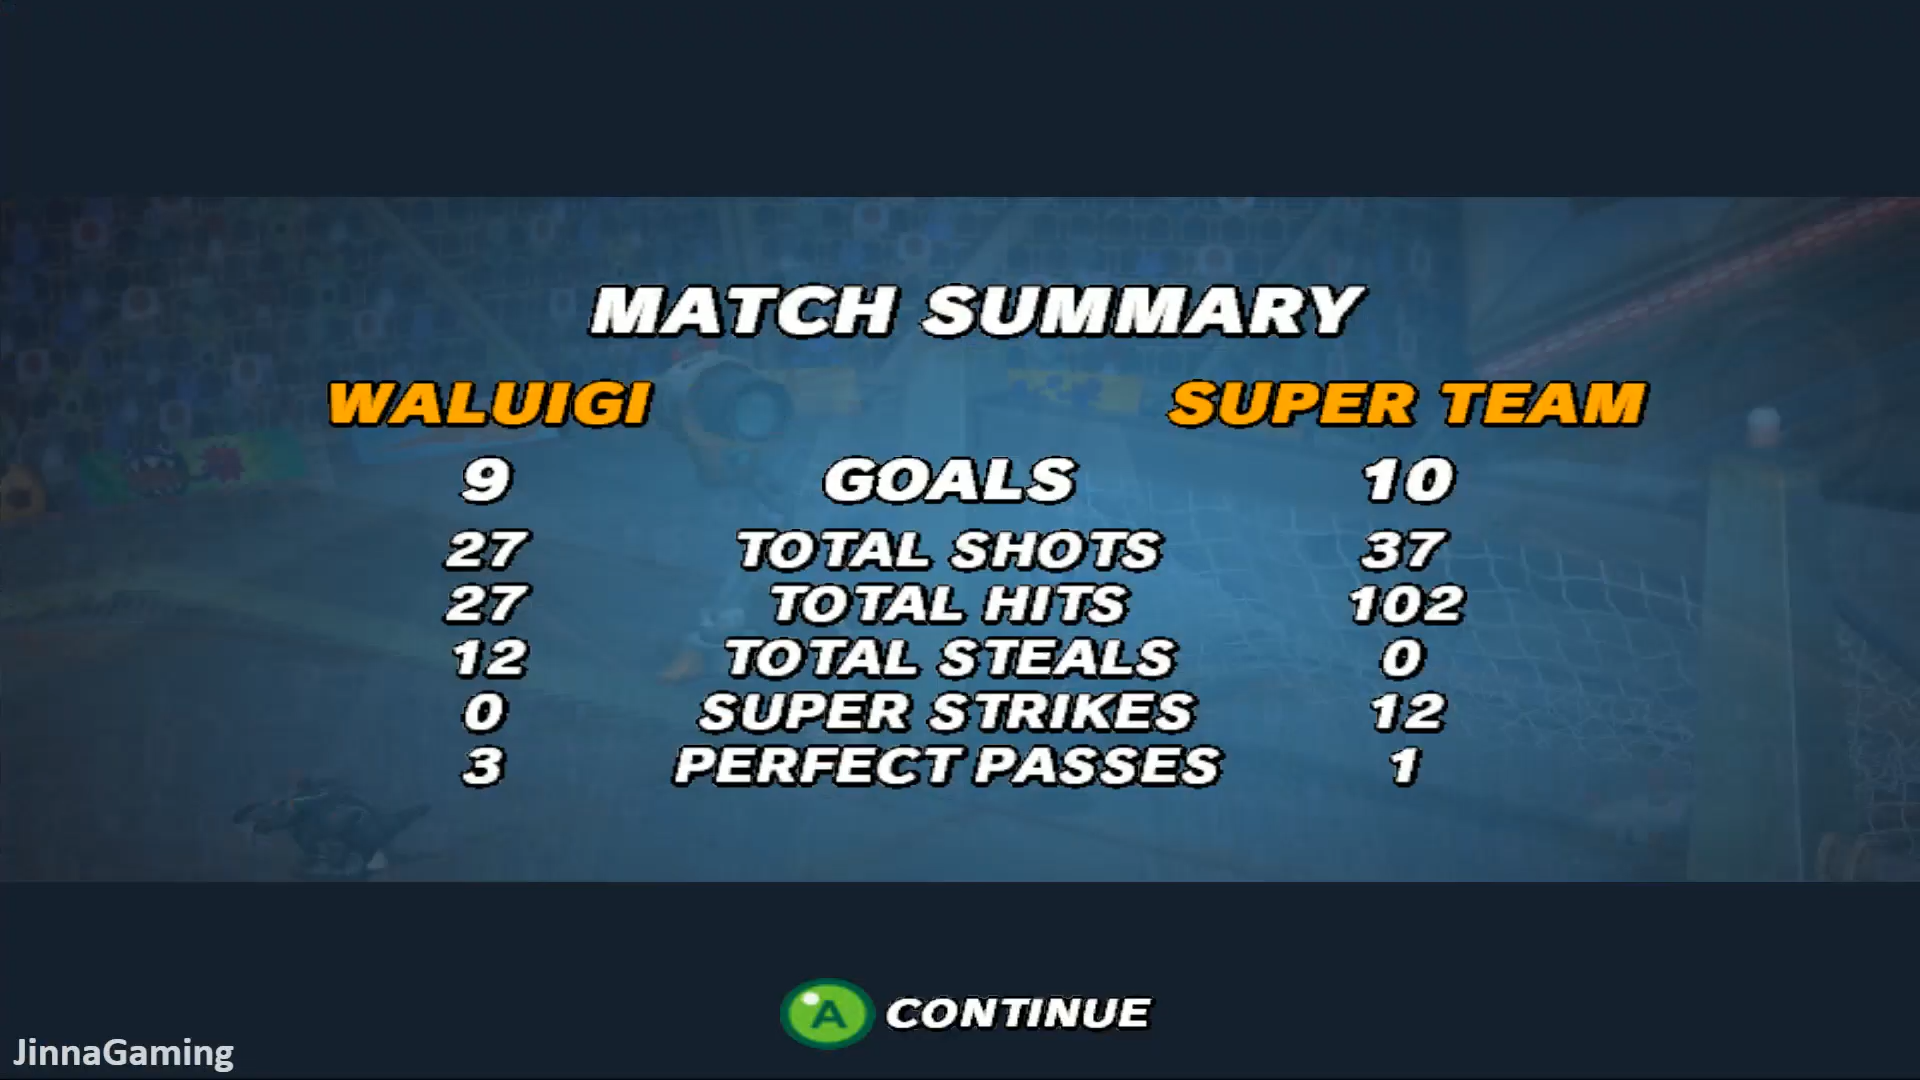 MATCH SUMMARY
WALUIGI SUPER TEAM
9 GOALS 10
27 TOTAL SHOTS 37
27 TOTAL HITS 102
12 TOTAL STEALS 0
0 SUPER STRIKES 12
3 PERFECT PASSES 1
A CONTINUE
JinnaGaming